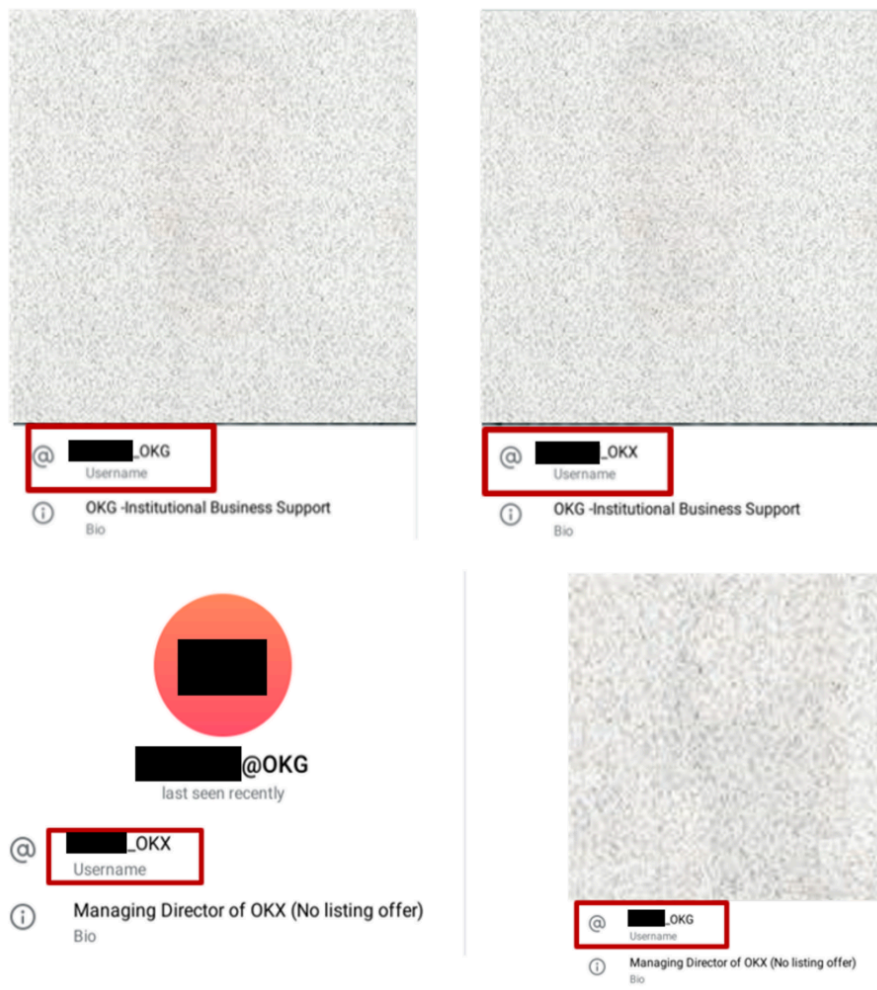 @ _OKG
Username
OKG -Institutional Business Support
Bio
@ _OKX
Username
OKG -Institutional Business Support
Bio
@OKG
last seen recently
@ _OKX
Username
Managing Director of OKX (No listing offer)
Bio
@ _OKG
Username
Managing Director of OKX (No listing offer)
Bio